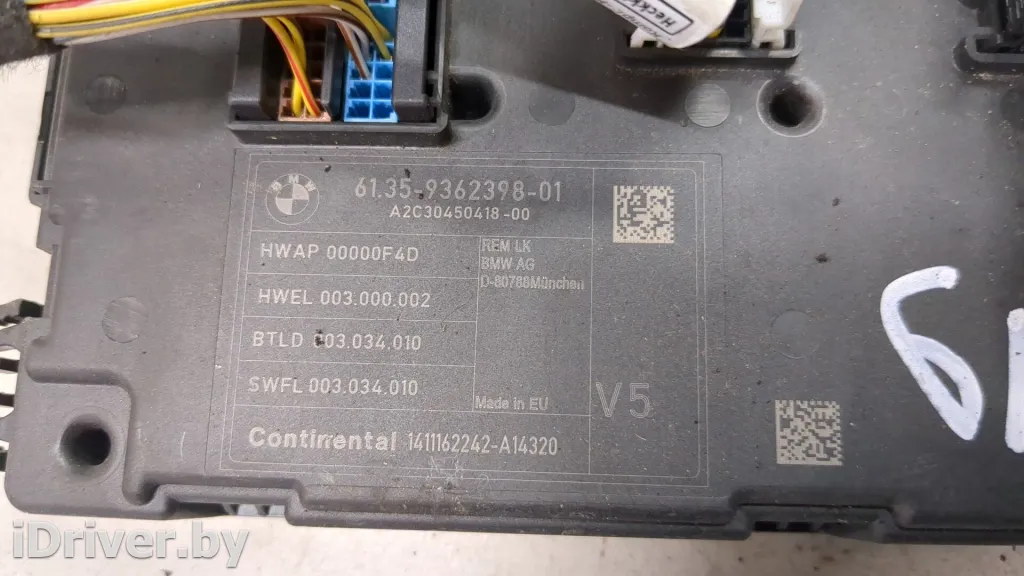 Heckk
BMW
61.35-9362398-01
A2C30450418-00
HWAP 00000F4D
HWEL 003.000.002
BTLD 003.034.010
SWFL 003.034.010
REM LK
BMW AG
D-80788München
Made in EU
V5
Continental 1411162242-A14320
iDriver.by